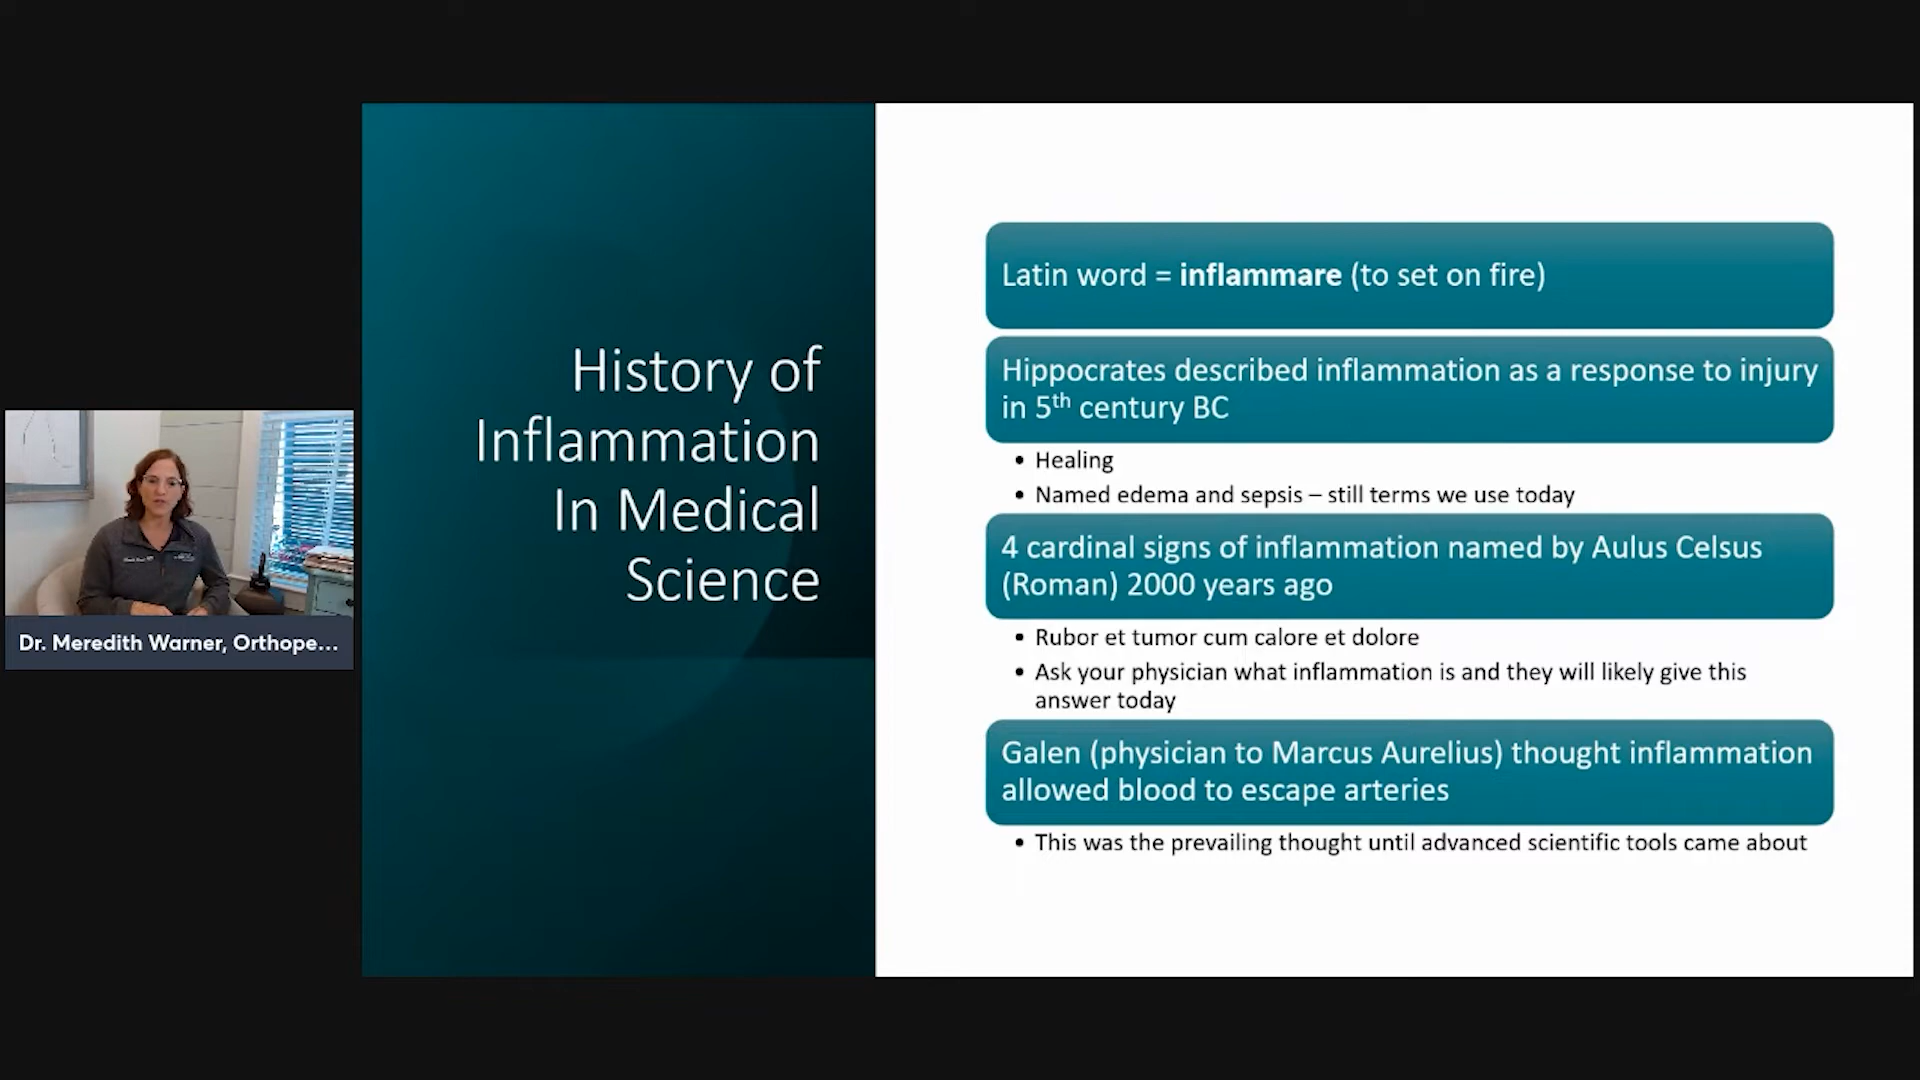 History of
Inflammation
In Medical
Science
Latin word = inflammare (to set on fire)
Hippocrates described inflammation as a response to injury
in 5th century BC
• Healing
• Named edema and sepsis – still terms we use today
4 cardinal signs of inflammation named by Aulus Celsus
(Roman) 2000 years ago
• Rubor et tumor cum calore et dolore
• Ask your physician what inflammation is and they will likely give this
answer today
Galen (physician to Marcus Aurelius) thought inflammation
allowed blood to escape arteries
• This was the prevailing thought until advanced scientific tools came about
Dr. Meredith Warner, Orthope...